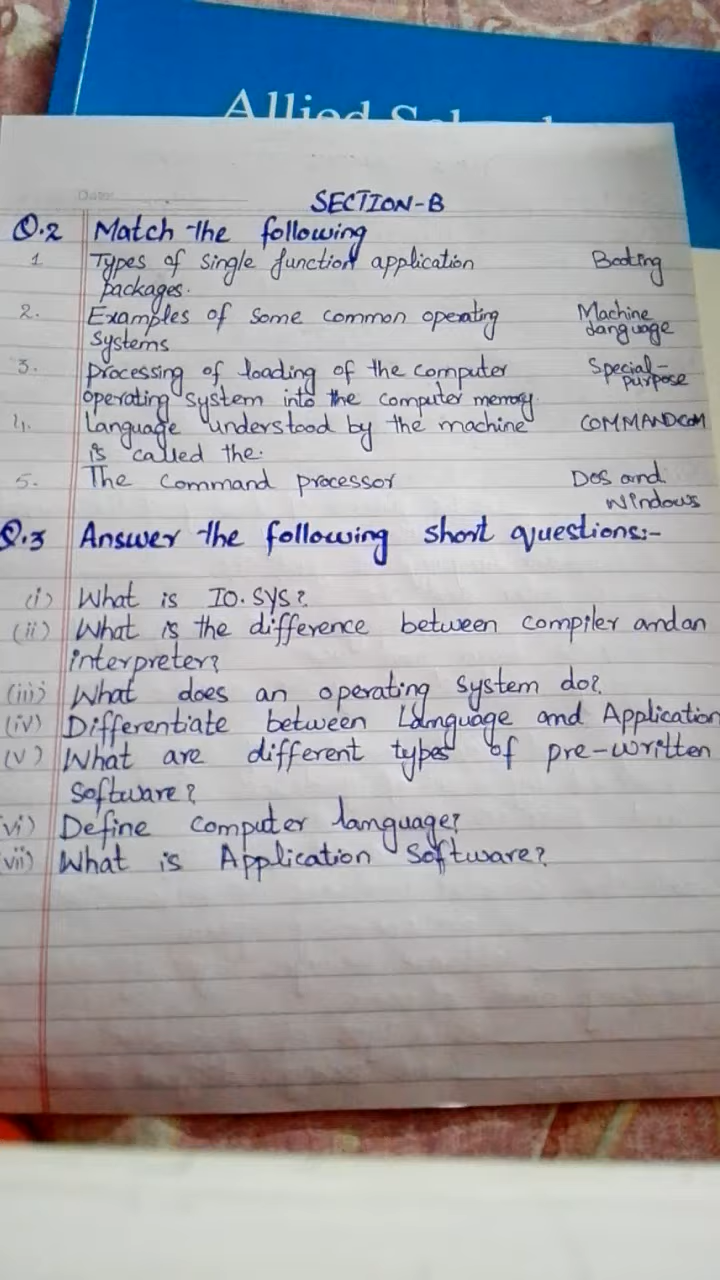 Allied
Date:
SECTION-B
Q.2 Match the following
1 Types of single function application Booting
packages.
2. Examples of some common operating Machine
systems language
3. processing of loading of the computer Special-
operating system into the computer memory. purpose
4. language understood by the machine COMMAND.COM
is called the.
5. The command processor Dos and
Windows
Q.3 Answer the following short questions:-
(i) What is IO.SYS?
(ii) What is the difference between compiler and an
interpreter?
(iii) What does an operating system do?
(iv) Differentiate between Language and Application
(v) What are different types of pre-written
Software?
vi) Define computer language?
(vii) What is Application Software?